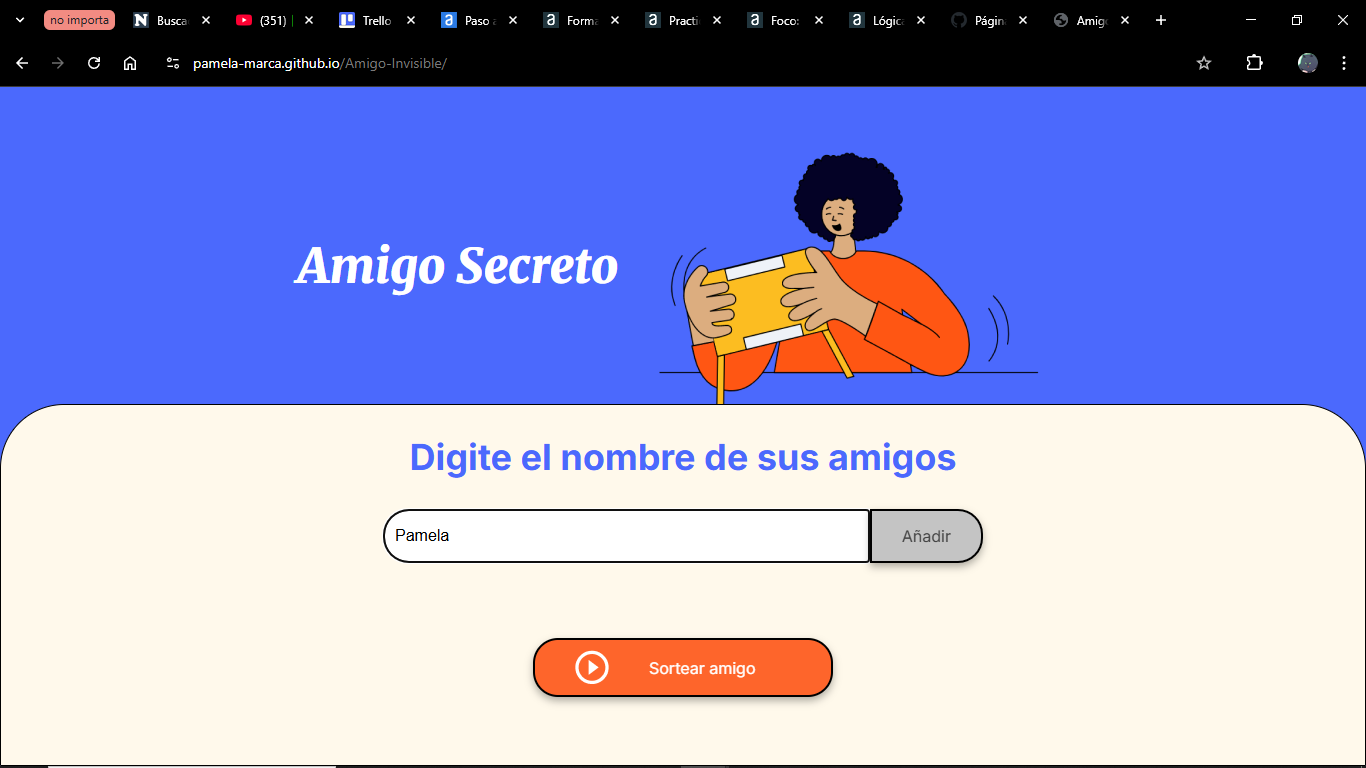 no importa
Busca
(351)
Trello
Paso a
Forma
Practi
Foco:
Lógica
Página
Amigo
pamela-marca.github.io/Amigo-Invisible/
Amigo Secreto
Digite el nombre de sus amigos
Pamela
Añadir
Sortear amigo